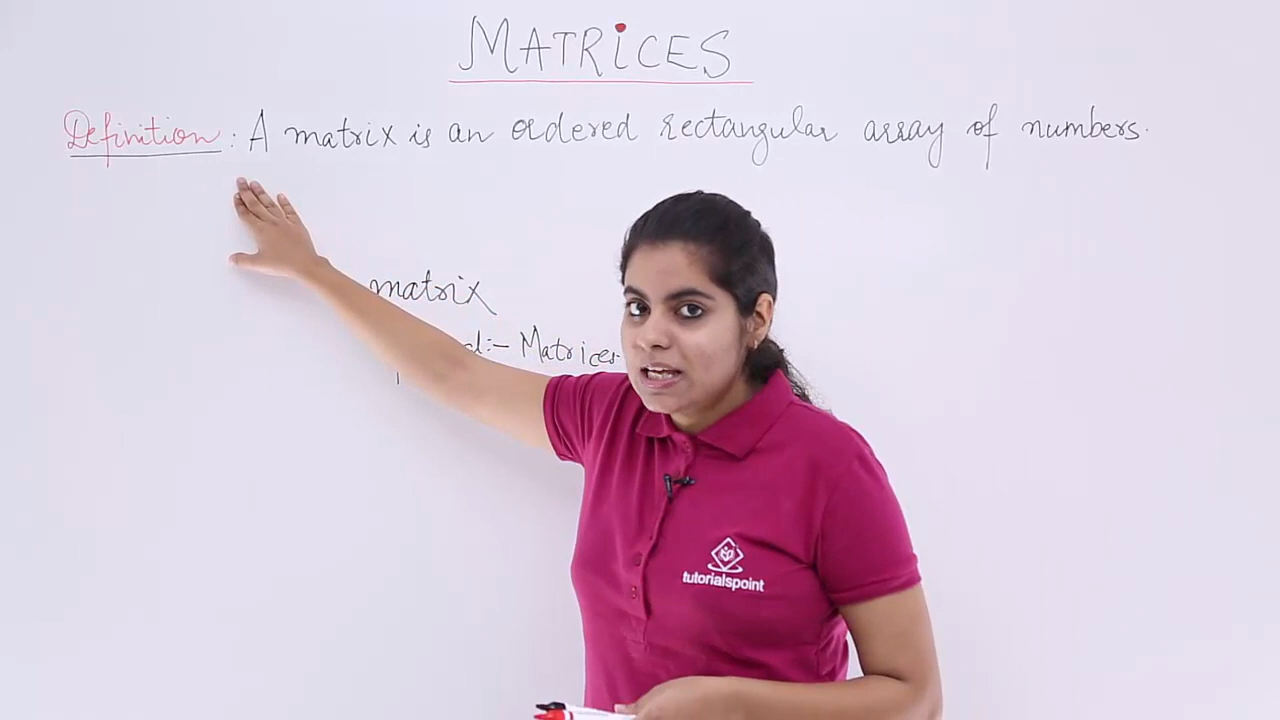 MATRiCES
Definition: A matrix is an ordered rectangular array of numbers.
matrix
:- Matrices
tutorialspoint